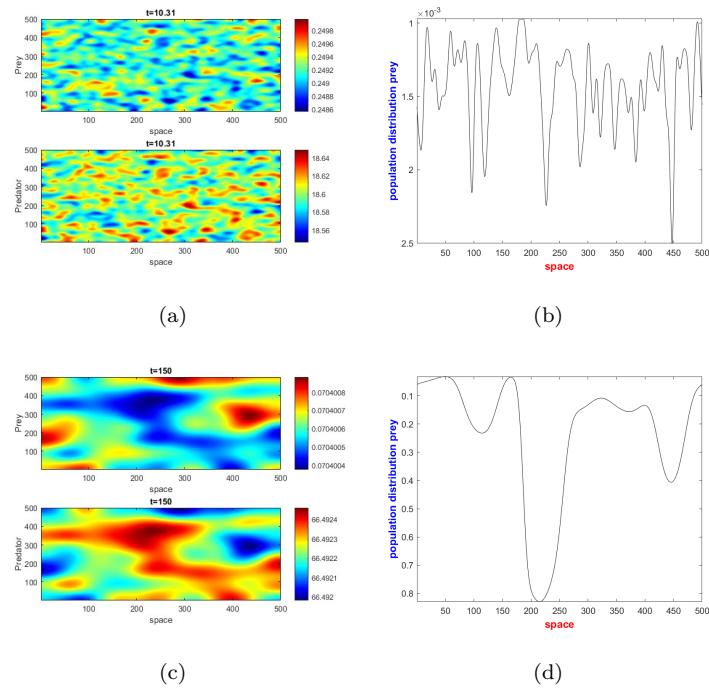 t=10.31
Prey
500
400
300
200
100
100 200 300 400 500
space
0.2498
0.2496
0.2494
0.2492
0.249
0.2488
0.2486
t=10.31
Predator
500
400
300
200
100
100 200 300 400 500
space
18.64
18.62
18.6
18.58
18.56
(a)
×10⁻³
population distribution prey
1
1.5
2
2.5
50 100 150 200 250 300 350 400 450 500
space
(b)
t=150
Prey
500
400
300
200
100
100 200 300 400 500
space
0.0704008
0.0704007
0.0704006
0.0704005
0.0704004
t=150
Predator
500
400
300
200
100
100 200 300 400 500
space
66.4924
66.4923
66.4922
66.4921
66.492
(c)
population distribution prey
0.1
0.2
0.3
0.4
0.5
0.6
0.7
0.8
50 100 150 200 250 300 350 400 450 500
space
(d)